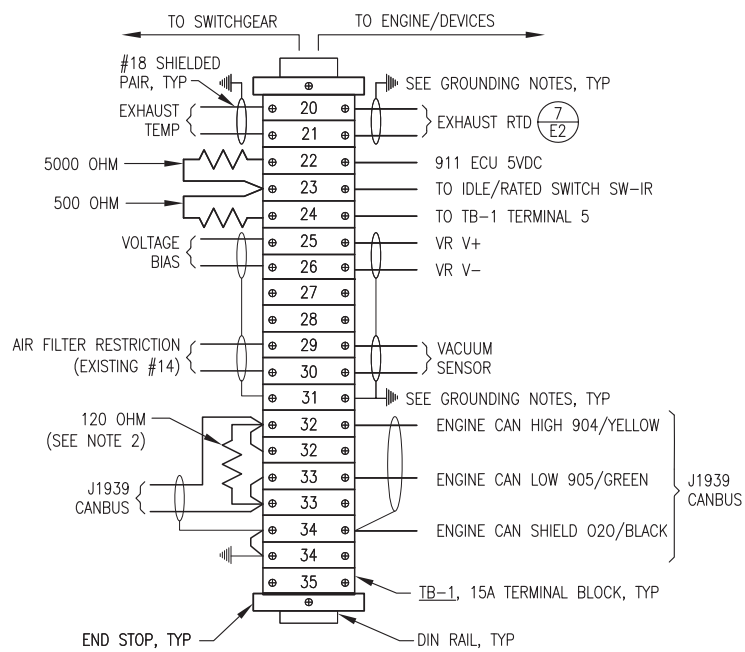 TO SWITCHGEAR
TO ENGINE/DEVICES
#18 SHIELDED
PAIR, TYP
SEE GROUNDING NOTES, TYP
EXHAUST
TEMP
20
21
EXHAUST RTD
7
E2
5000 OHM
22
911 ECU 5VDC
23
TO IDLE/RATED SWITCH SW-IR
500 OHM
24
TO TB-1 TERMINAL 5
VOLTAGE
BIAS
25
VR V+
26
VR V-
27
28
AIR FILTER RESTRICTION
(EXISTING #14)
29
30
VACUUM
SENSOR
31
SEE GROUNDING NOTES, TYP
120 OHM
(SEE NOTE 2)
32
ENGINE CAN HIGH 904/YELLOW
32
J1939
CANBUS
33
ENGINE CAN LOW 905/GREEN
33
J1939
CANBUS
34
ENGINE CAN SHIELD 020/BLACK
34
35
TB-1, 15A TERMINAL BLOCK, TYP
END STOP, TYP
DIN RAIL, TYP